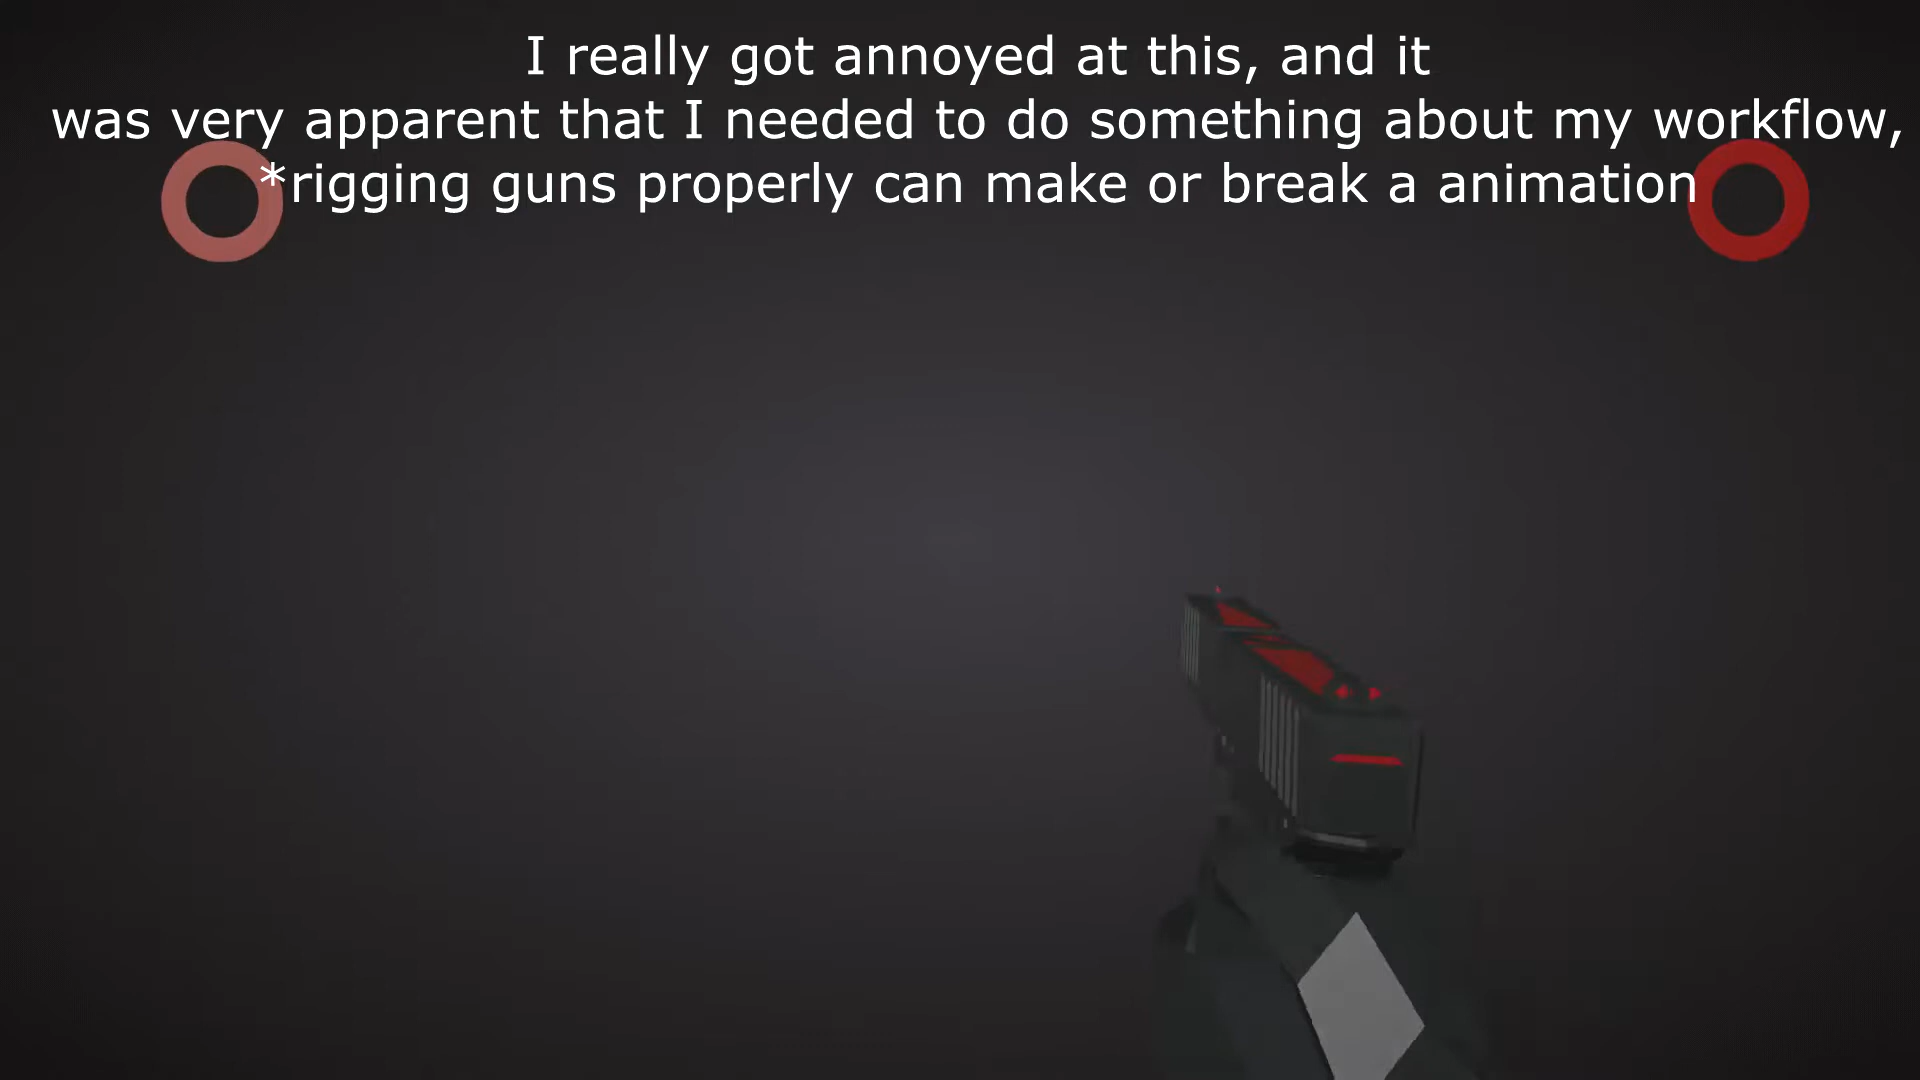 I really got annoyed at this, and it
was very apparent that I needed to do something about my workflow,
*rigging guns properly can make or break a animation